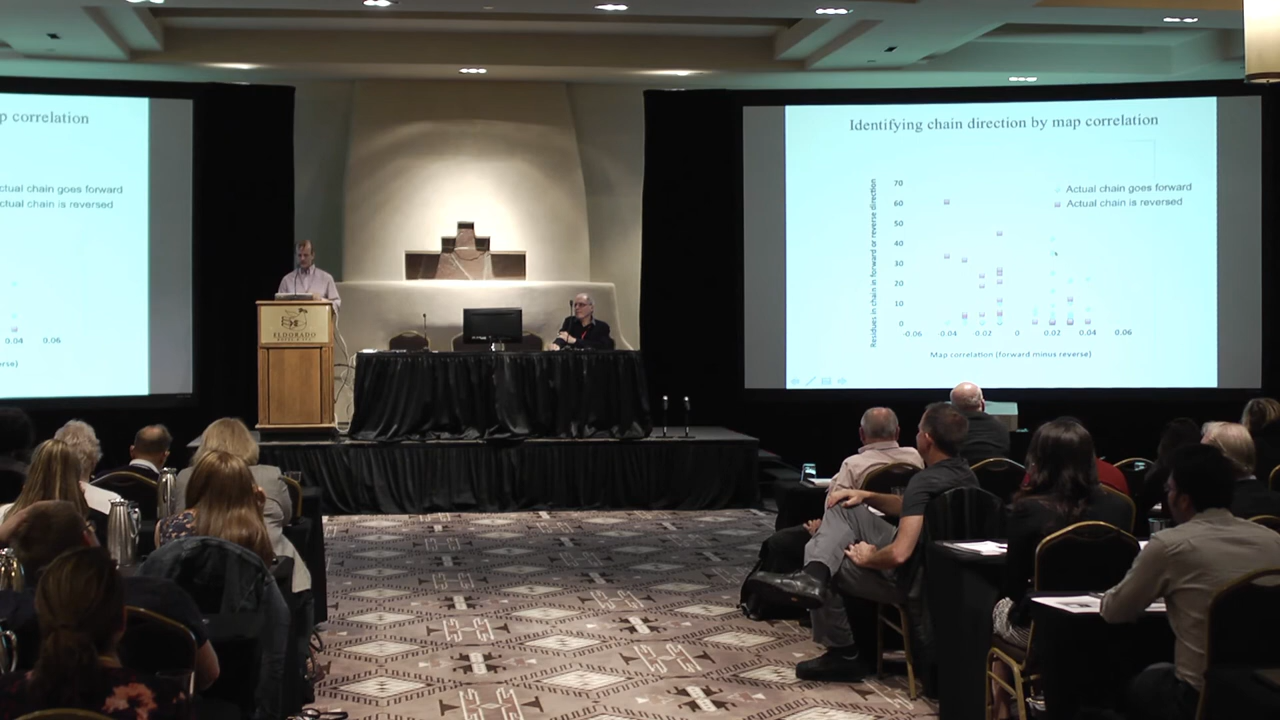 p correlation
ctual chain goes forward
ctual chain is reversed
0.04 0.06
rse)
ELDORADO
Identifying chain direction by map correlation
Residues in chain in forward or reverse direction
70
60
50
40
30
20
10
0
-0.06 -0.04 -0.02 0 0.02 0.04 0.06
Map correlation (forward minus reverse)
Actual chain goes forward
Actual chain is reversed